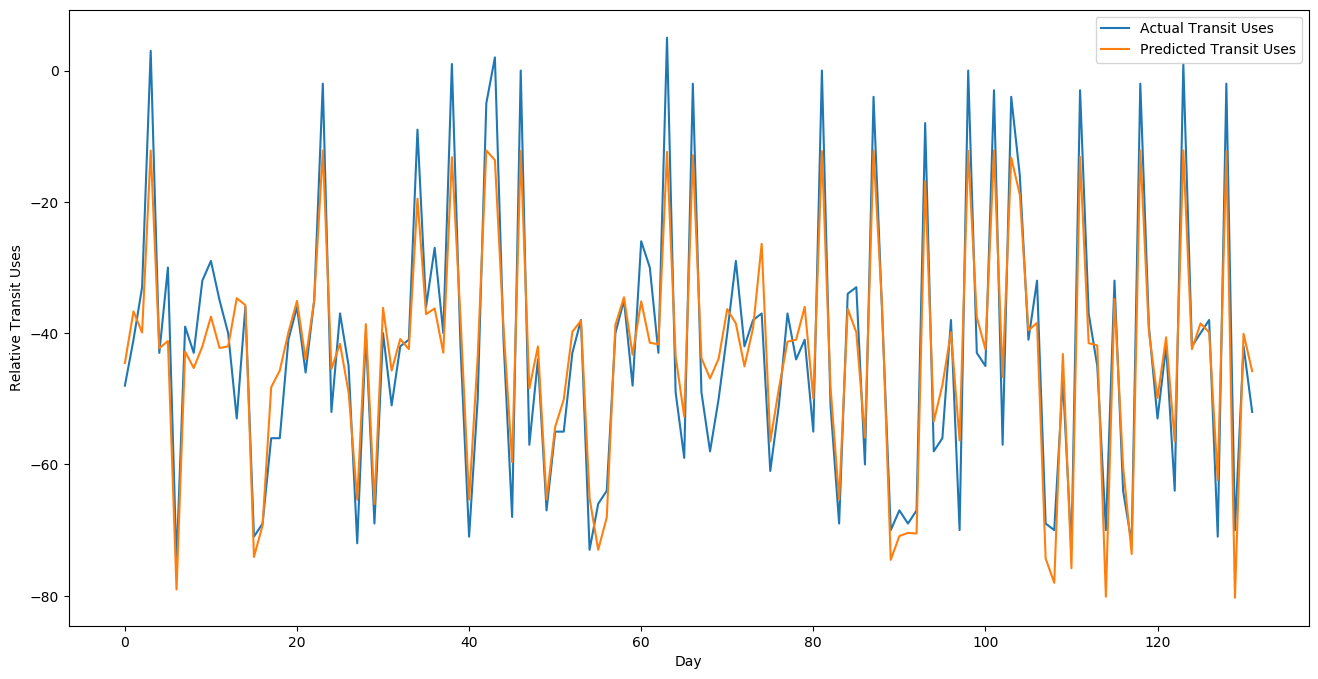 Actual Transit Uses
Predicted Transit Uses
Relative Transit Uses
0
−20
−40
−60
−80
0 20 40 60 80 100 120
Day